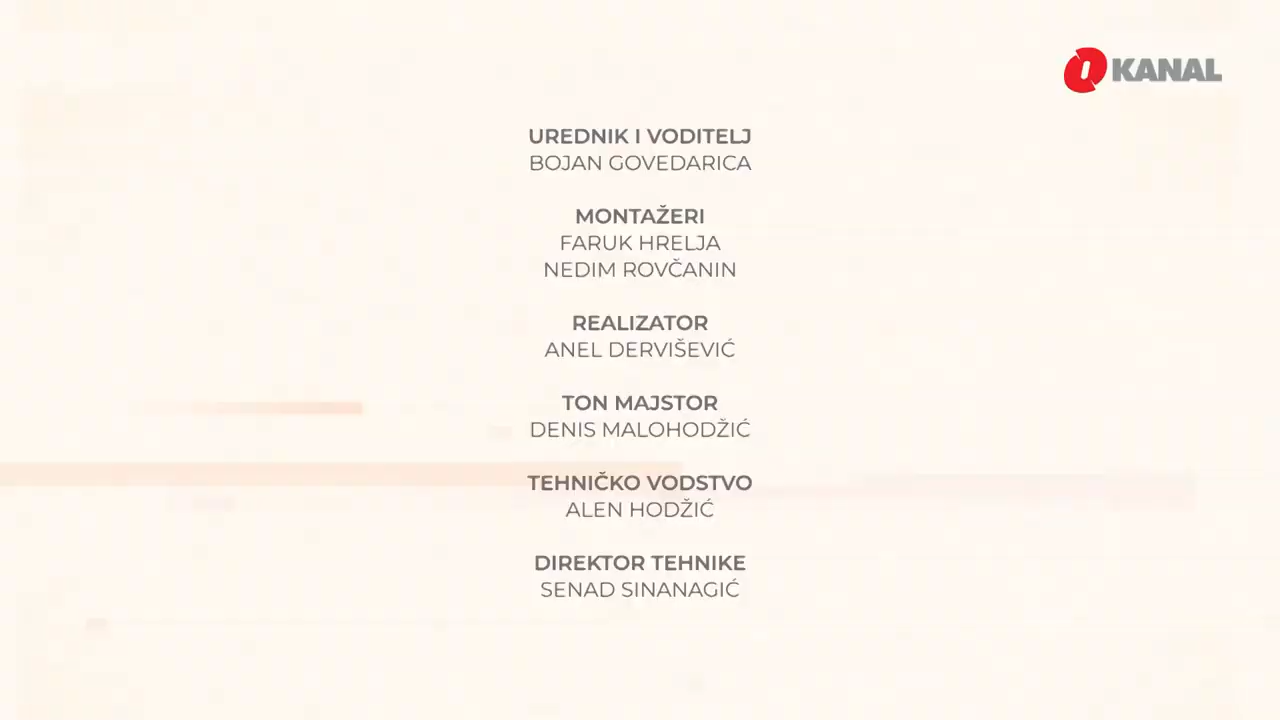 O KANAL
UREDNIK I VODITELJ
BOJAN GOVEDARICA
MONTAŽERI
FARUK HRELJA
NEDIM ROVČANIN
REALIZATOR
ANEL DERVIŠEVIĆ
TON MAJSTOR
DENIS MALOHODŽIĆ
TEHNIČKO VODSTVO
ALEN HODŽIĆ
DIREKTOR TEHNIKE
SENAD SINANAGIĆ